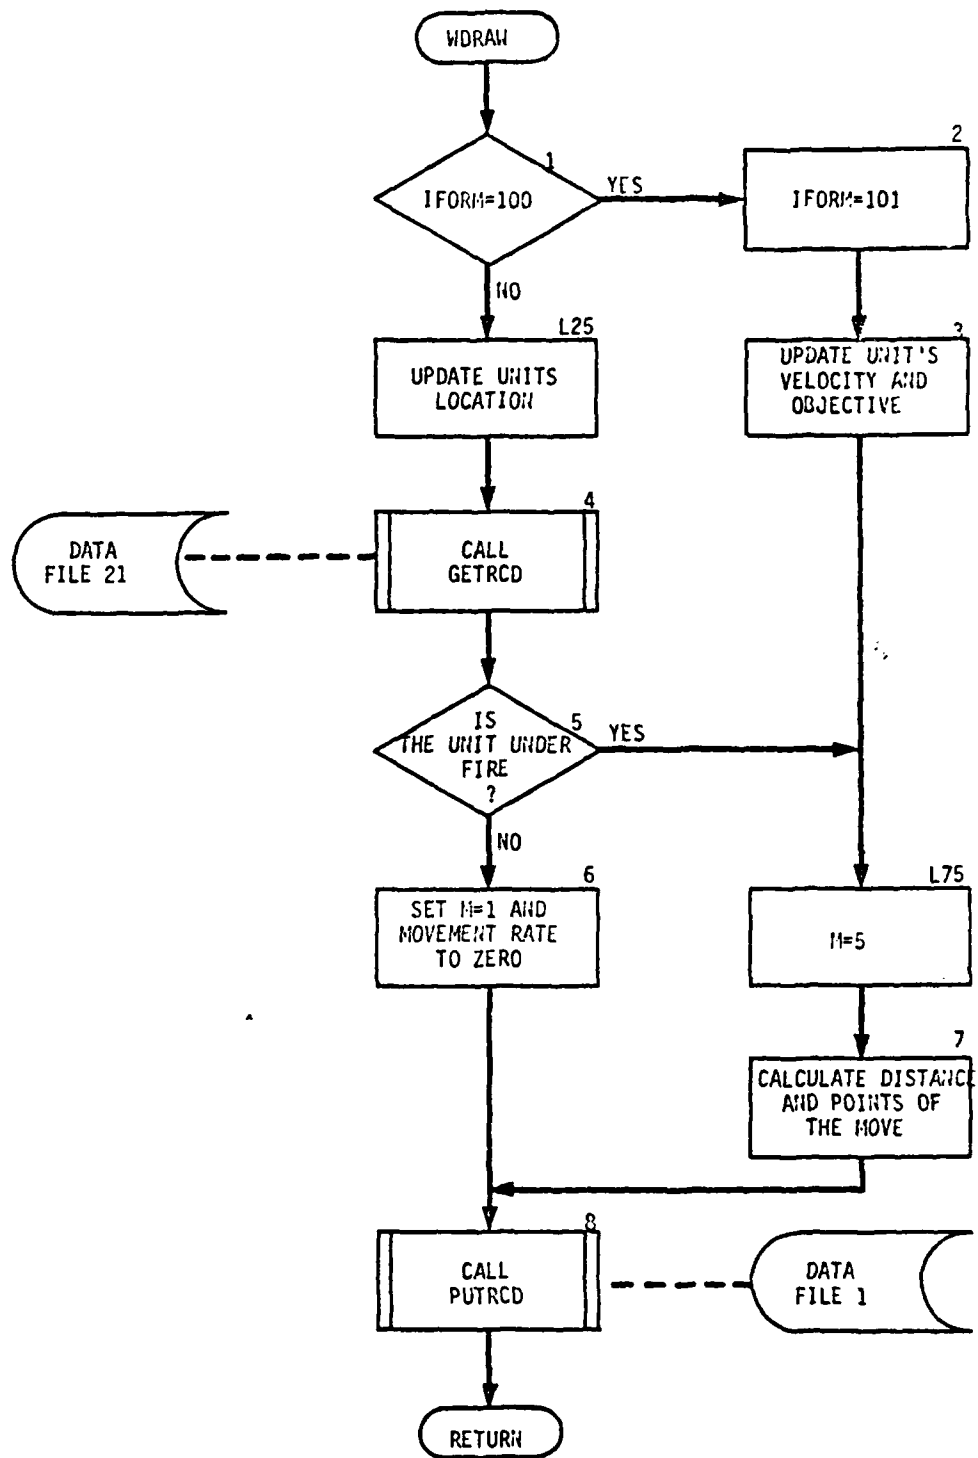 WDRAW
1
IFORM=100
YES
2
IFORM=101
NO
L25
UPDATE UNITS
LOCATION
3
UPDATE UNIT'S
VELOCITY AND
OBJECTIVE
4
CALL
GETRCD
DATA
FILE 21
5
IS
THE UNIT UNDER
FIRE
?
YES
NO
6
SET M=1 AND
MOVEMENT RATE
TO ZERO
L75
M=5
7
CALCULATE DISTANCE
AND POINTS OF
THE MOVE
8
CALL
PUTRCD
DATA
FILE 1
RETURN